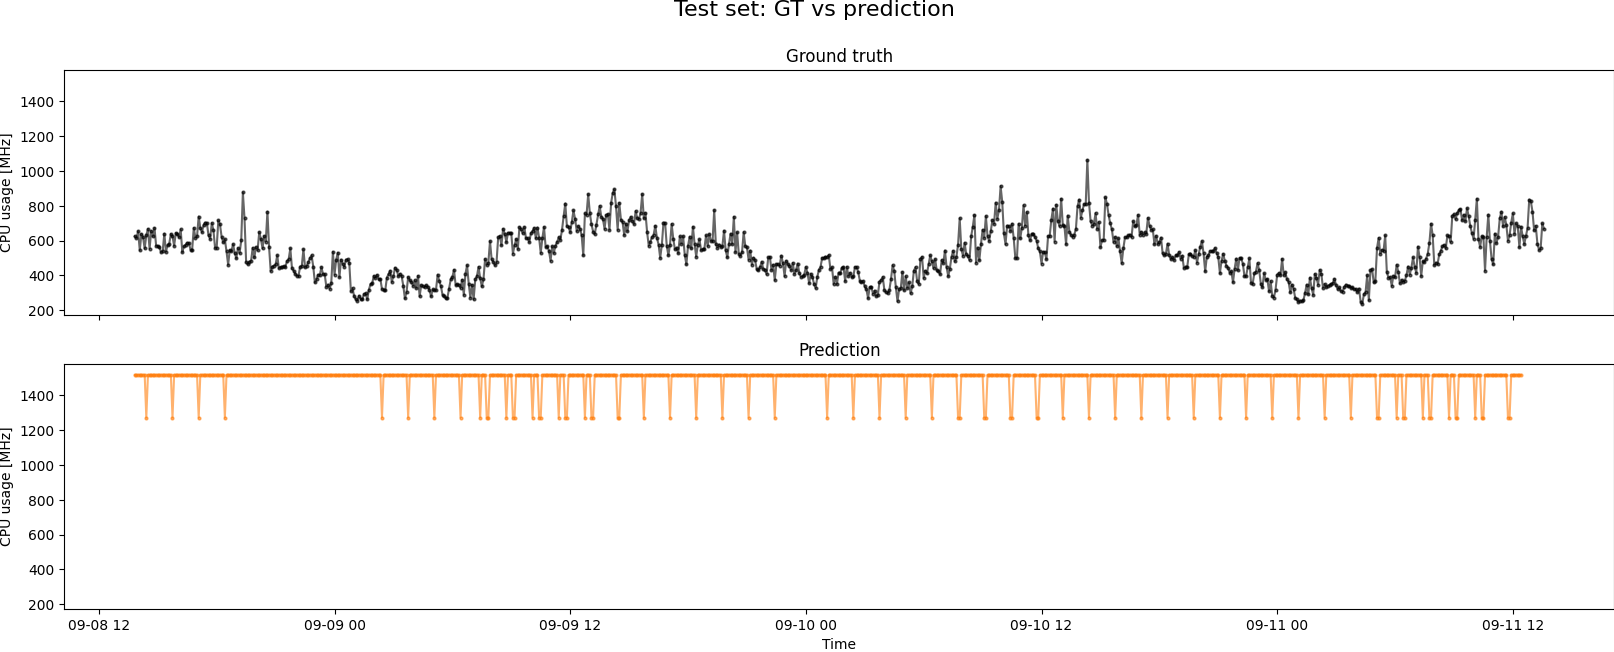 Test set: GT vs prediction
Ground truth
CPU usage [MHz]
1400
1200
1000
800
600
400
200
Prediction
CPU usage [MHz]
1400
1200
1000
800
600
400
200
09-08 12 09-09 00 09-09 12 09-10 00 09-10 12 09-11 00 09-11 12
Time